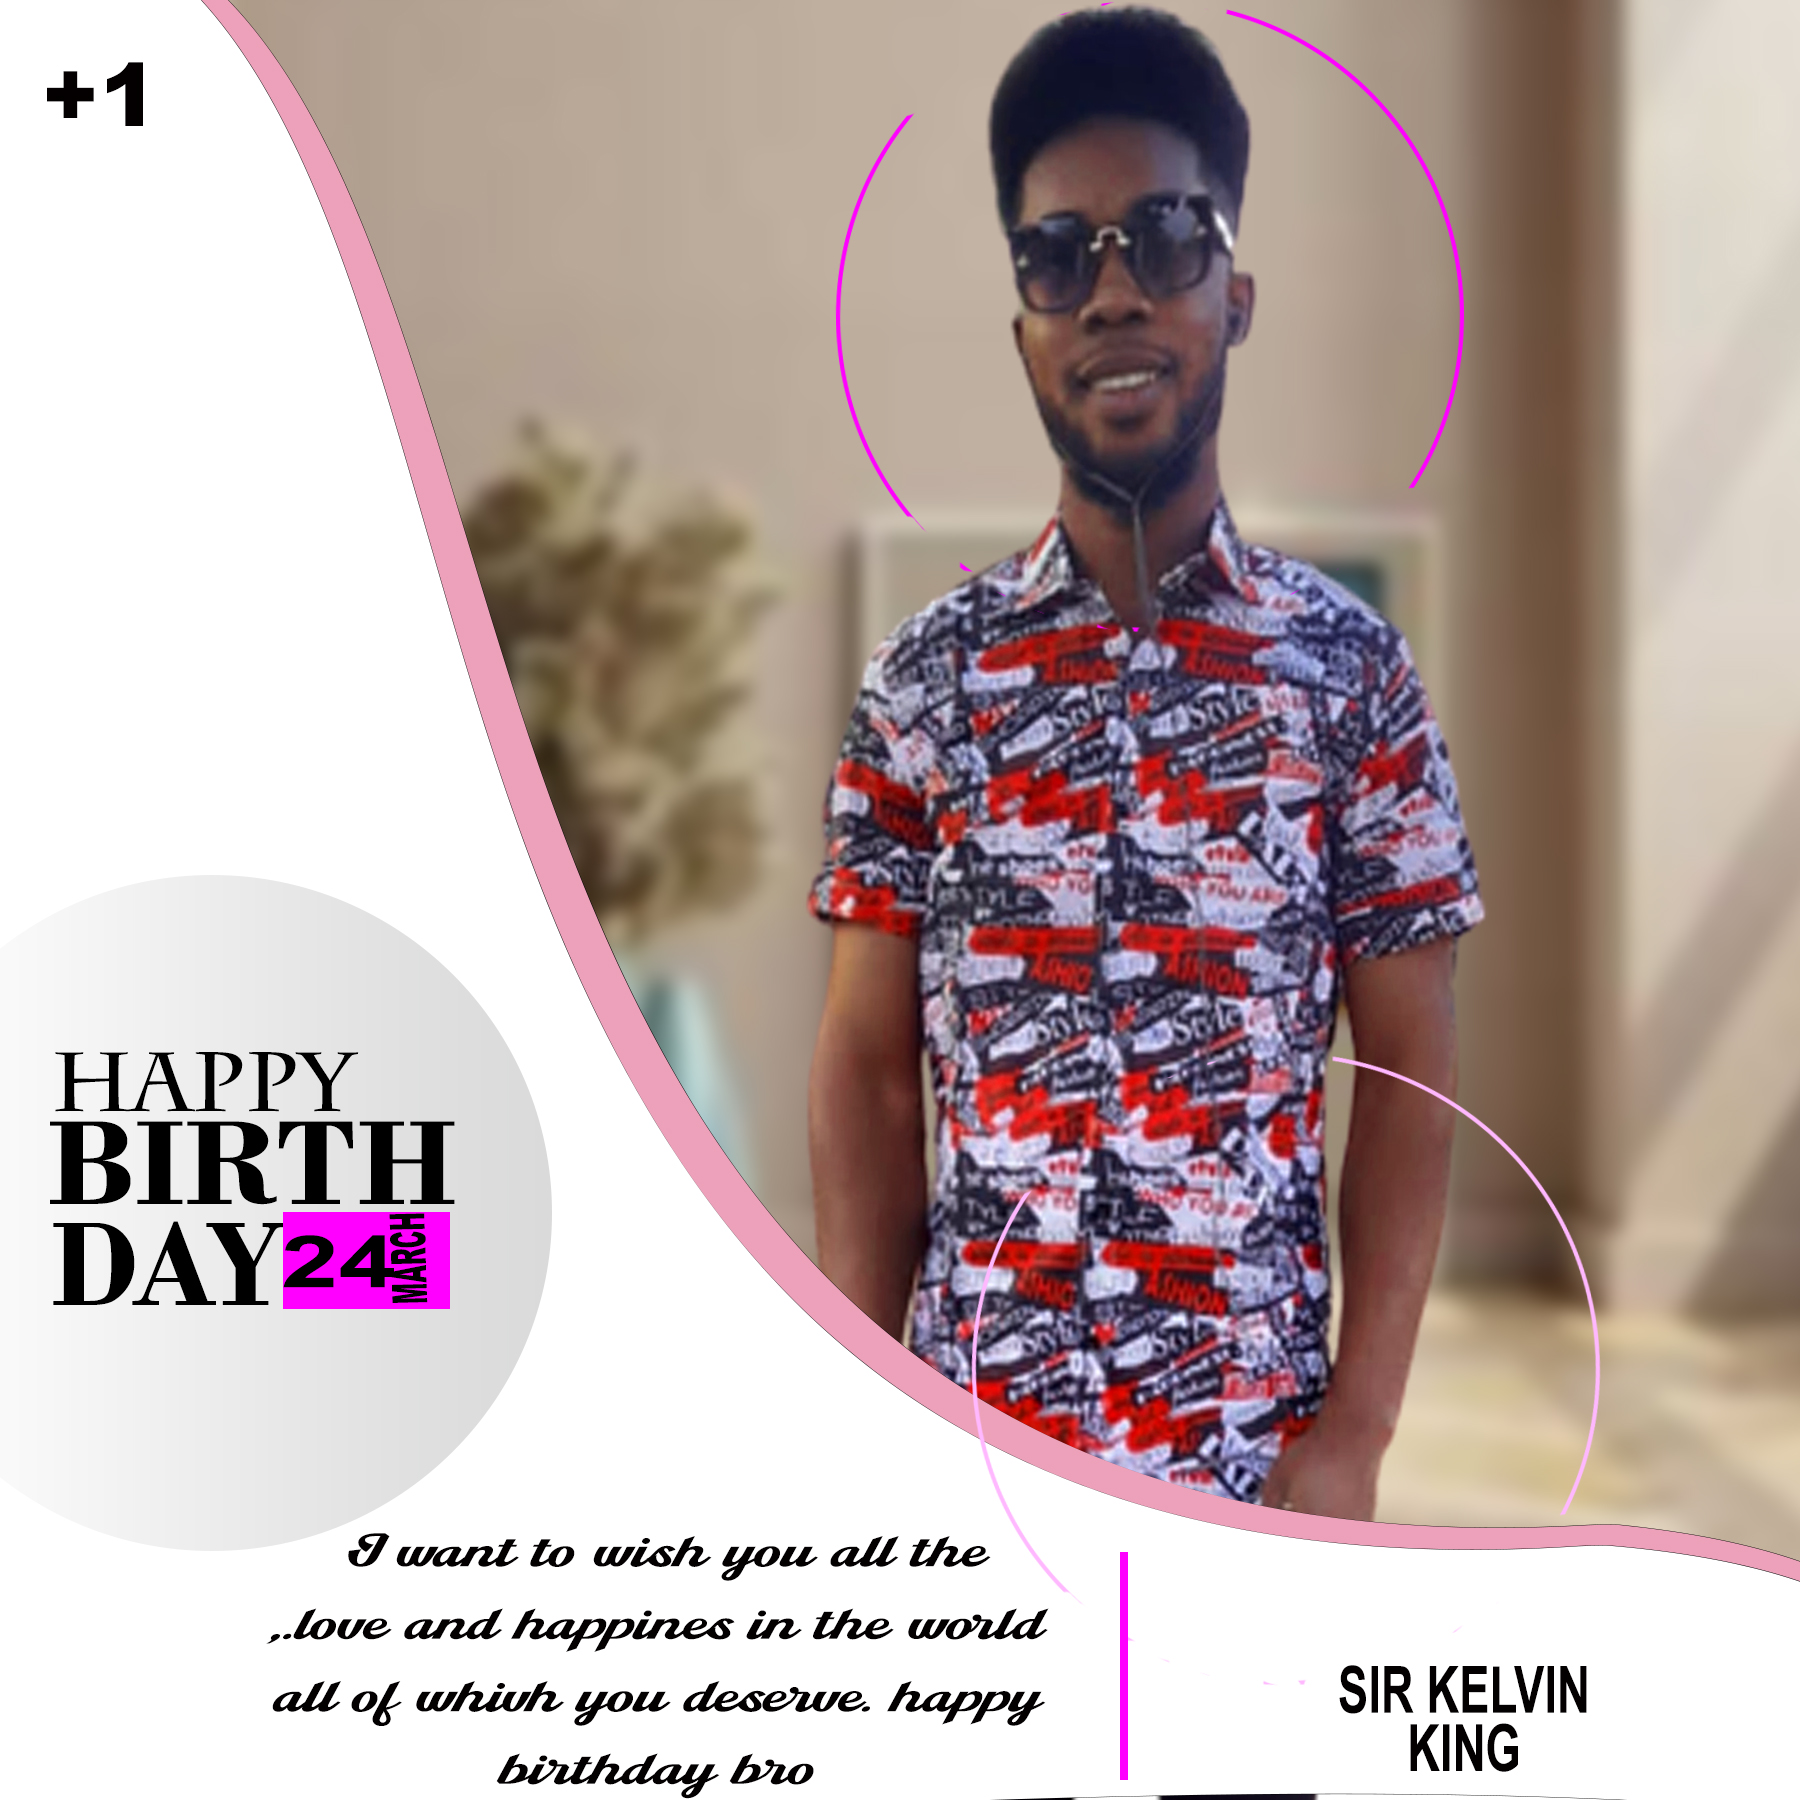 +1
HAPPY
BIRTH
DAY 24 MARCH
I want to wish you all the
,.love and happines in the world
all of whivh you deserve. happy
birthday bro
SIR KELVIN
KING